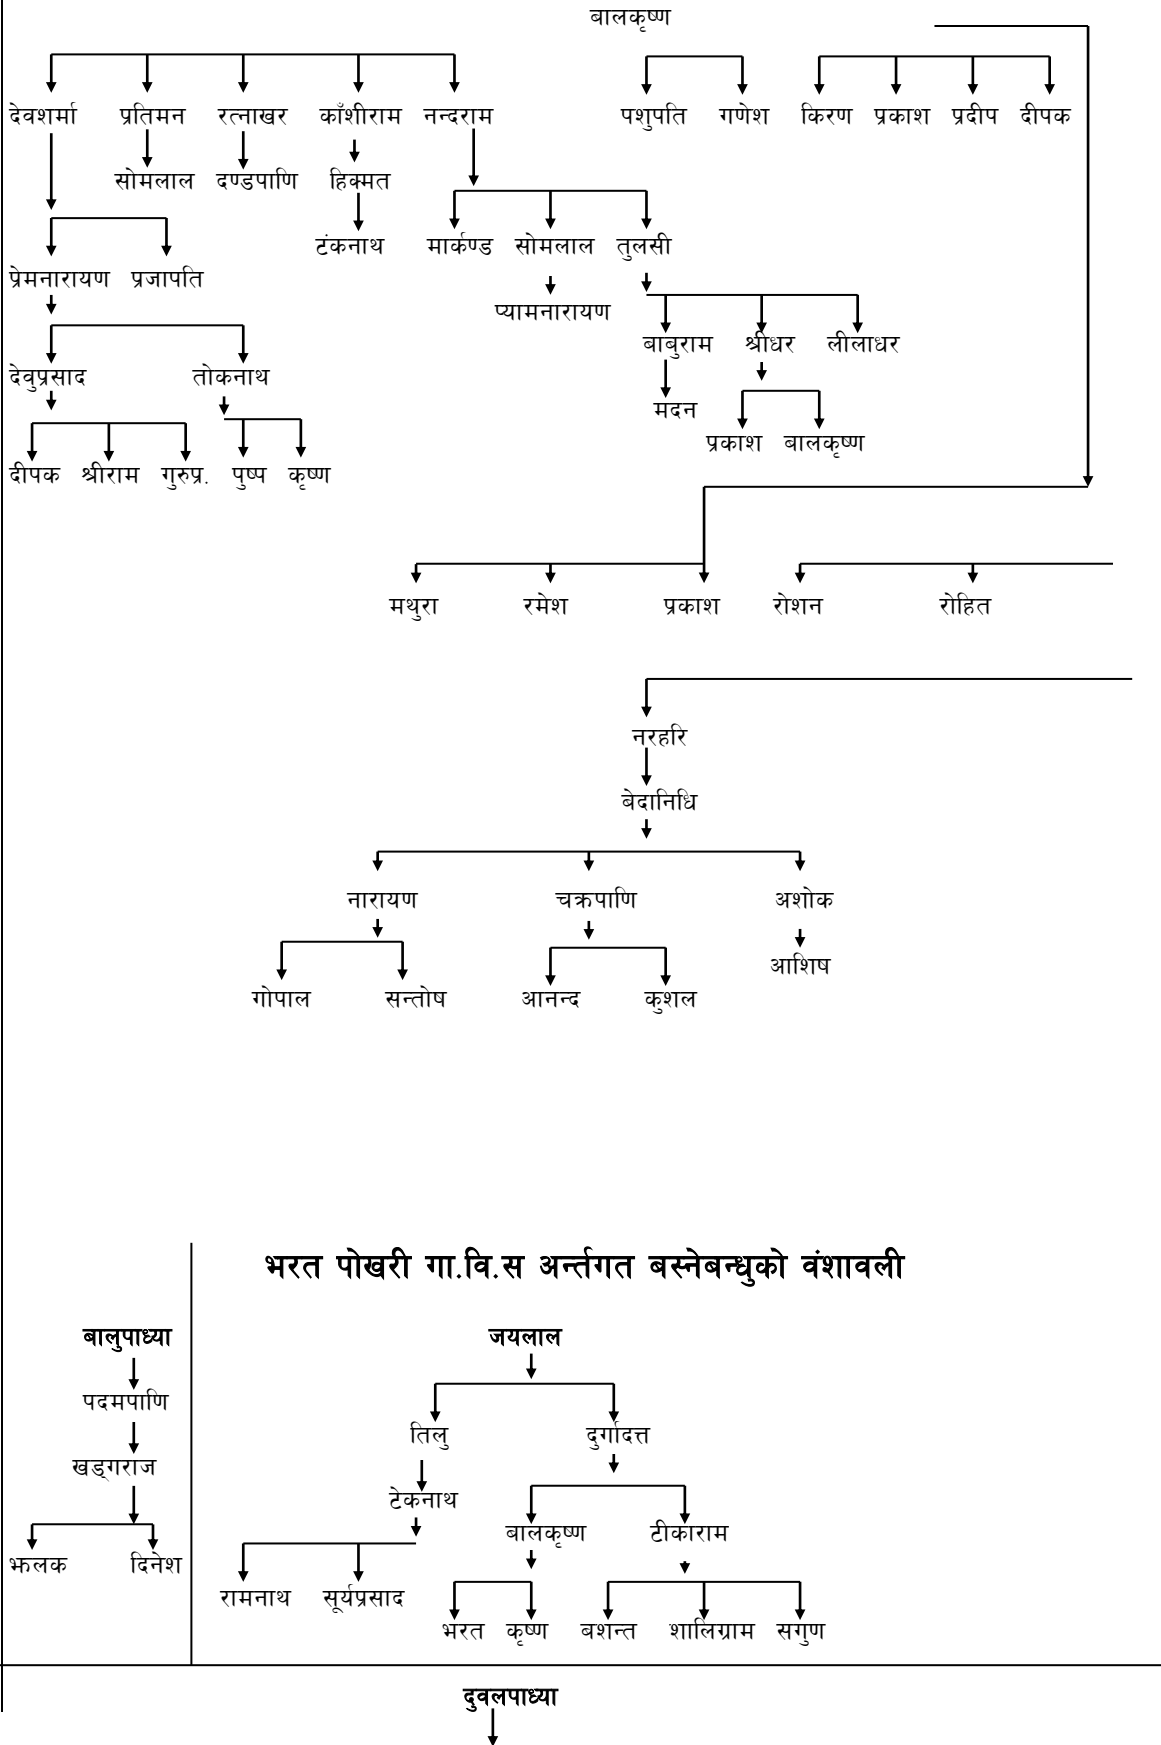 बालकृष्ण
देवशर्मा प्रतिमन रत्नाखर काँशीराम नन्दराम पशुपति गणेश किरण प्रकाश प्रदीप दीपक
सोमलाल दण्डपाणि हिक्मत
टंकनाथ मार्कण्ड सोमलाल तुलसी
प्रेमनारायण प्रजापति
प्यामनारायण
बाबुराम श्रीधर लीलाधर
देवुप्रसाद तोकनाथ
मदन
प्रकाश बालकृष्ण
दीपक श्रीराम गुरुप्र. पुष्प कृष्ण
मथुरा रमेश प्रकाश रोशन रोहित
नरहरि
बेदानिधि
नारायण चक्रपाणि अशोक
आशिष
गोपाल सन्तोष आनन्द कुशल
भरत पोखरी गा.वि.स अर्न्तगत बस्नेबन्धुको वंशावली
बालुपाध्या जयलाल
पदमपाणि
तिलु दुर्गादत्त
खड्गराज
टेकनाथ
बालकृष्ण टीकाराम
झलक दिनेश
रामनाथ सूर्यप्रसाद
भरत कृष्ण बशन्त शालिग्राम सगुण
दुवलपाध्या